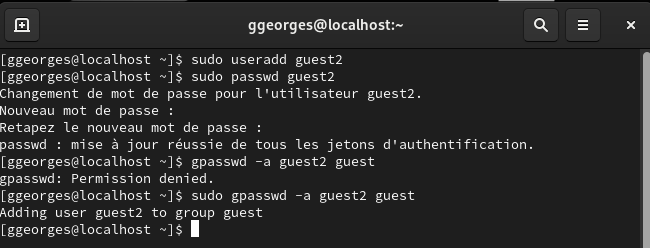 ggeorges@localhost:~
[ggeorges@localhost ~]$ sudo useradd guest2
[ggeorges@localhost ~]$ sudo passwd guest2
Changement de mot de passe pour l'utilisateur guest2.
Nouveau mot de passe :
Retapez le nouveau mot de passe :
passwd : mise à jour réussie de tous les jetons d'authentification.
[ggeorges@localhost ~]$ gpasswd -a guest2 guest
gpasswd: Permission denied.
[ggeorges@localhost ~]$ sudo gpasswd -a guest2 guest
Adding user guest2 to group guest
[ggeorges@localhost ~]$